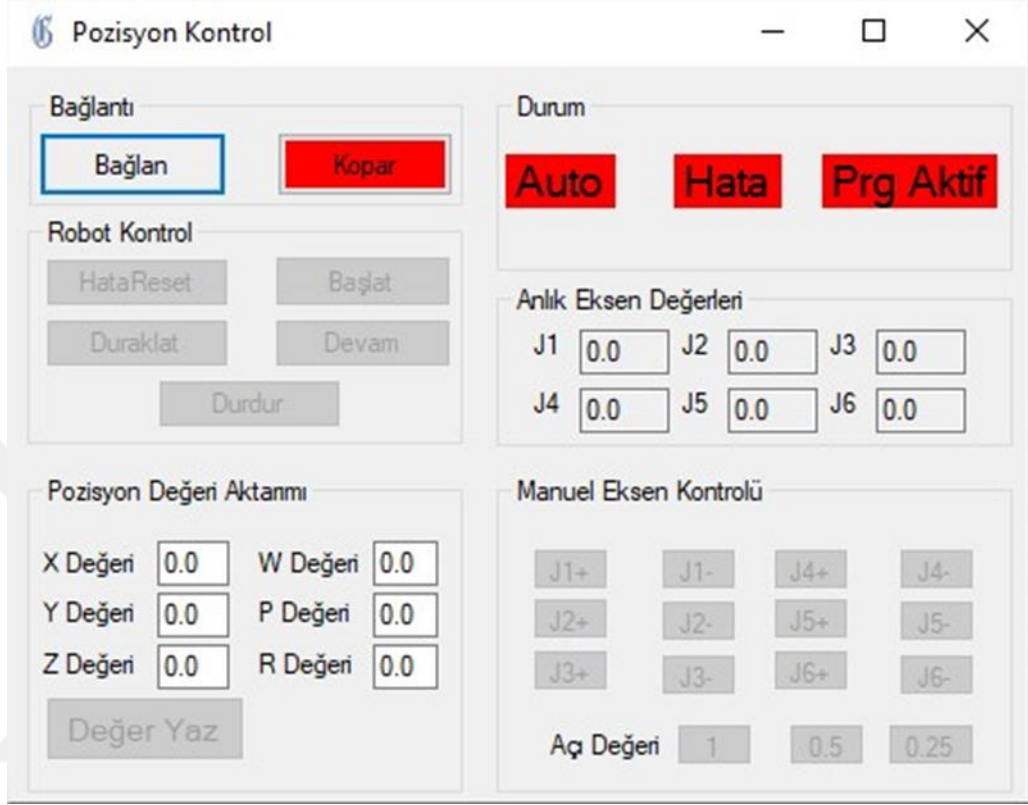 Pozisyon Kontrol
Bağlantı
Bağlan Kopar
Robot Kontrol
HataReset Başlat
Duraklat Devam
Durdur
Durum
Auto Hata Prg Aktif
Anlık Eksen Değerleri
J1 0.0 J2 0.0 J3 0.0
J4 0.0 J5 0.0 J6 0.0
Pozisyon Değeri Aktarımı
X Değeri 0.0 W Değeri 0.0
Y Değeri 0.0 P Değeri 0.0
Z Değeri 0.0 R Değeri 0.0
Değer Yaz
Manuel Eksen Kontrolü
J1+ J1- J4+ J4-
J2+ J2- J5+ J5-
J3+ J3- J6+ J6-
Açı Değeri 1 0.5 0.25